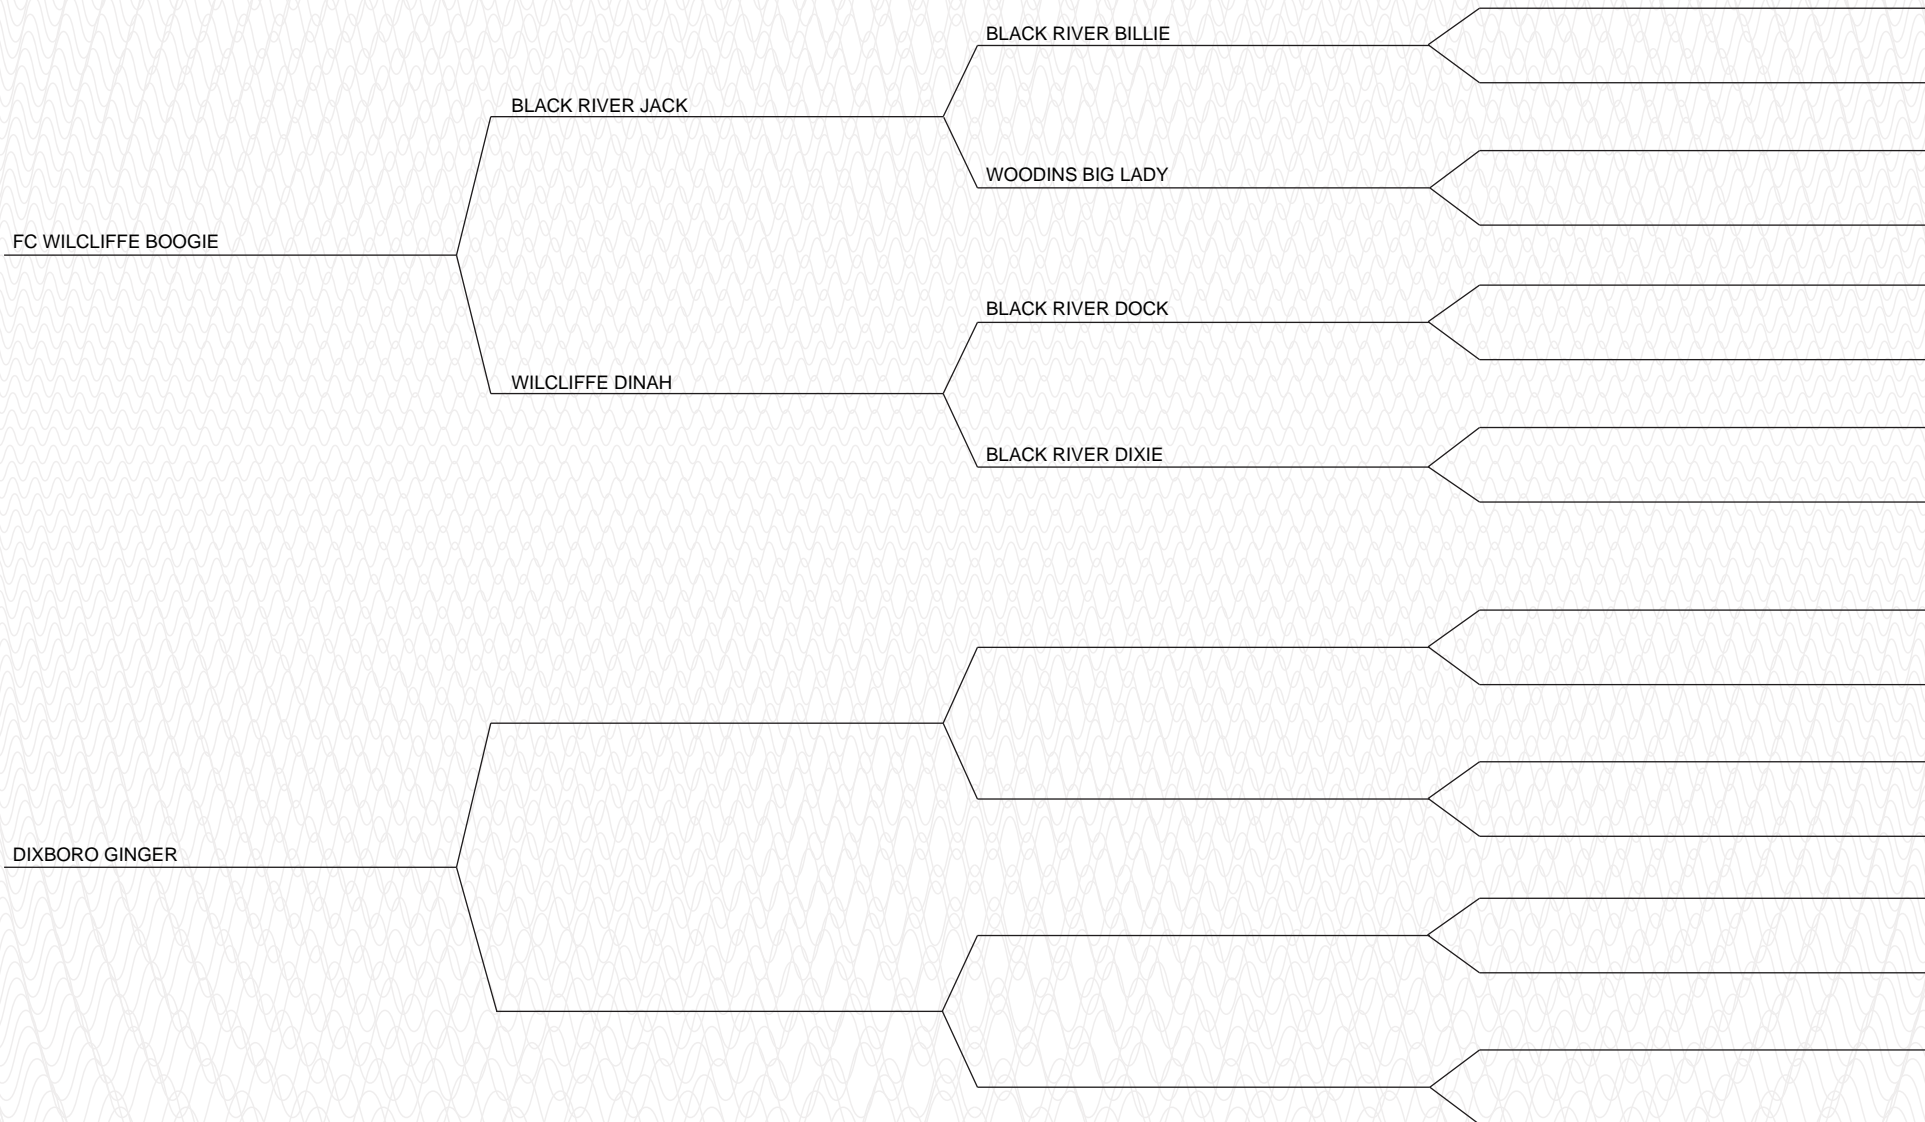 BLACK RIVER BILLIE
BLACK RIVER JACK
WOODINS BIG LADY
FC WILCLIFFE BOOGIE
BLACK RIVER DOCK
WILCLIFFE DINAH
BLACK RIVER DIXIE
DIXBORO GINGER